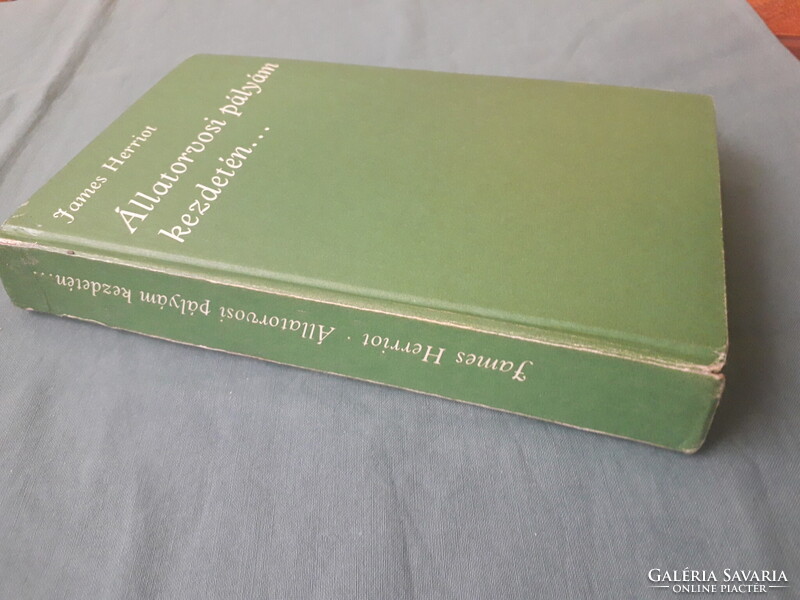 James Herriot
Állatorvosi pályám
kezdetén...
James Herriot · Állatorvosi pályám kezdetén...
GALÉRIA SAVARIA
ONLINE PIACTÉR